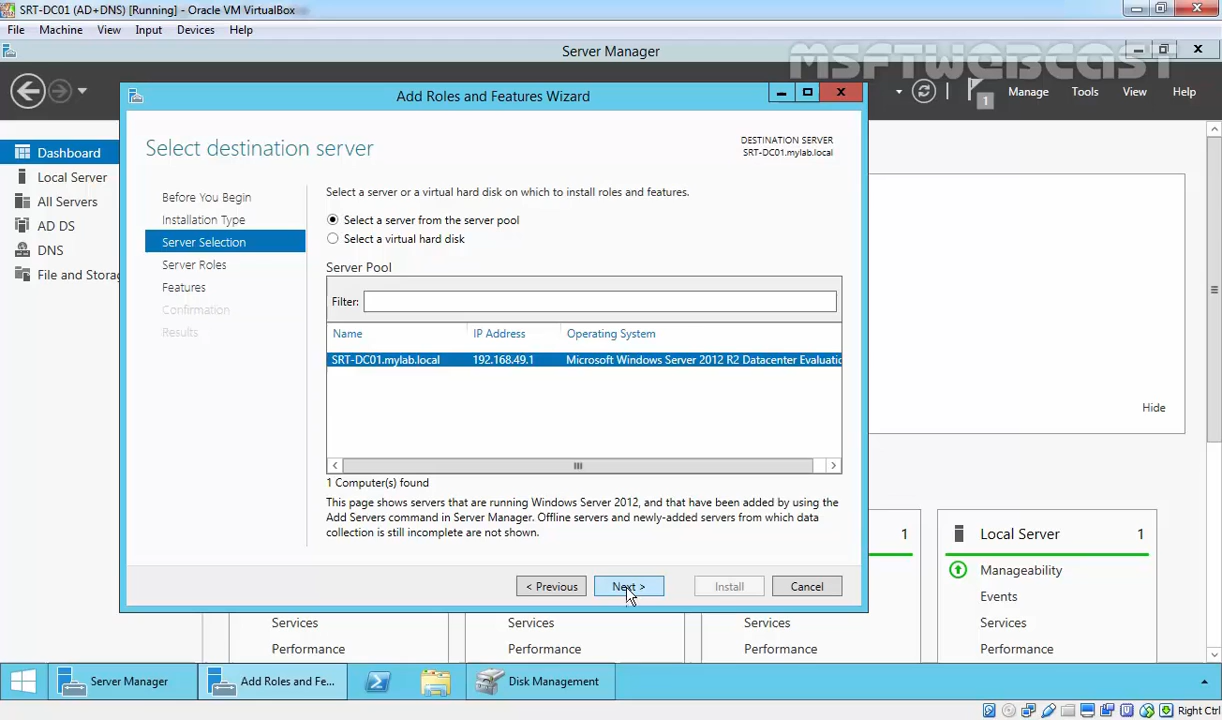 SRT-DC01 (AD+DNS) [Running] - Oracle VM VirtualBox
File Machine View Input Devices Help
Server Manager
MSFTWEBCAST
1 Manage Tools View Help
Add Roles and Features Wizard
Select destination server
DESTINATION SERVER
SRT-DC01.mylab.local
Dashboard
Local Server
All Servers
AD DS
DNS
File and Storag
Before You Begin
Installation Type
Server Selection
Server Roles
Features
Confirmation
Results
Select a server or a virtual hard disk on which to install roles and features.
Select a server from the server pool
Select a virtual hard disk
Server Pool
Filter:
Name IP Address Operating System
SRT-DC01.mylab.local 192.168.49.1 Microsoft Windows Server 2012 R2 Datacenter Evaluatio
1 Computer(s) found
This page shows servers that are running Windows Server 2012, and that have been added by using the
Add Servers command in Server Manager. Offline servers and newly-added servers from which data
collection is still incomplete are not shown.
< Previous Next > Install Cancel
Hide
1 Local Server 1
Manageability
Events
Services Services Services Services
Performance Performance Performance Performance
Server Manager Add Roles and Fe... Disk Management
Right Ctrl